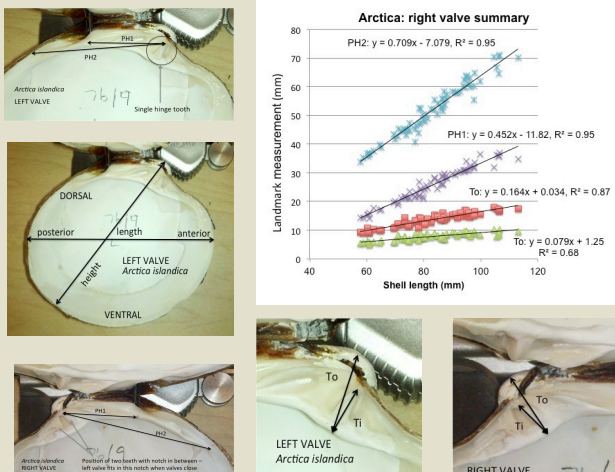 PH1
PH2
Arctica islandica
LEFT VALVE
Single hinge tooth
DORSAL
posterior
length
anterior
height
LEFT VALVE
Arctica islandica
VENTRAL
PH1
PH2
Arctica islandica
RIGHT VALVE
Position of two teeth with notch in between –
left valve fits in this notch when valves close
Arctica: right valve summary
PH2: y = 0.709x - 7.079, R² = 0.95
PH1: y = 0.452x - 11.82, R² = 0.95
To: y = 0.164x + 0.034, R² = 0.87
To: y = 0.079x + 1.25
R² = 0.68
Landmark measurement (mm)
80
70
60
50
40
30
20
10
0
40
60
80
100
120
Shell length (mm)
To
Ti
LEFT VALVE
Arctica islandica
To
Ti
RIGHT VALVE